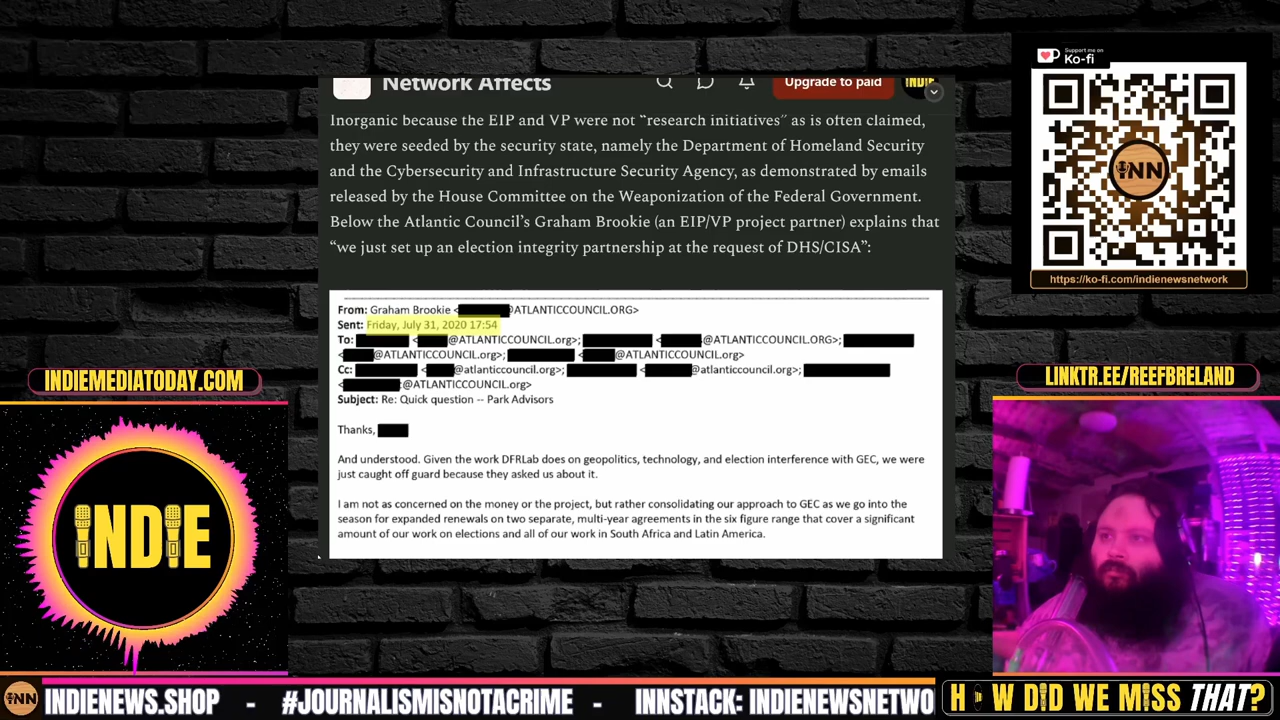 Network Affects
Upgrade to paid
INDIE
Inorganic because the EIP and VP were not “research initiatives” as is often claimed,
they were seeded by the security state, namely the Department of Homeland Security
and the Cybersecurity and Infrastructure Security Agency, as demonstrated by emails
released by the House Committee on the Weaponization of the Federal Government.
Below the Atlantic Council’s Graham Brookie (an EIP/VP project partner) explains that
“we just set up an election integrity partnership at the request of DHS/CISA”:
From: Graham Brookie < @ATLANTICCOUNCIL.ORG>
Sent: Friday, July 31, 2020 17:54
To: < @ATLANTICCOUNCIL.org>; < @ATLANTICCOUNCIL.ORG>;
< @ATLANTICCOUNCIL.org>; < @ATLANTICCOUNCIL.org>
Cc: < @atlanticcouncil.org>; < @atlanticcouncil.org>;
< @ATLANTICCOUNCIL.org>
Subject: Re: Quick question -- Park Advisors
Thanks,
And understood. Given the work DFRLab does on geopolitics, technology, and election interference with GEC, we were
just caught off guard because they asked us about it.
I am not as concerned on the money or the project, but rather consolidating our approach to GEC as we go into the
season for expanded renewals on two separate, multi-year agreements in the six figure range that cover a significant
amount of our work on elections and all of our work in South Africa and Latin America.
Support me on
Ko-fi
INN
https://ko-fi.com/indienewsnetwork
INDIEMEDIATODAY.COM
LINKTR.EE/REEFBRELAND
INDIE
INN
INDIENEWS.SHOP - #JOURNALISMISNOTACRIME - INNSTACK: INDIENEWSNETWO
HOW DID WE MISS THAT?